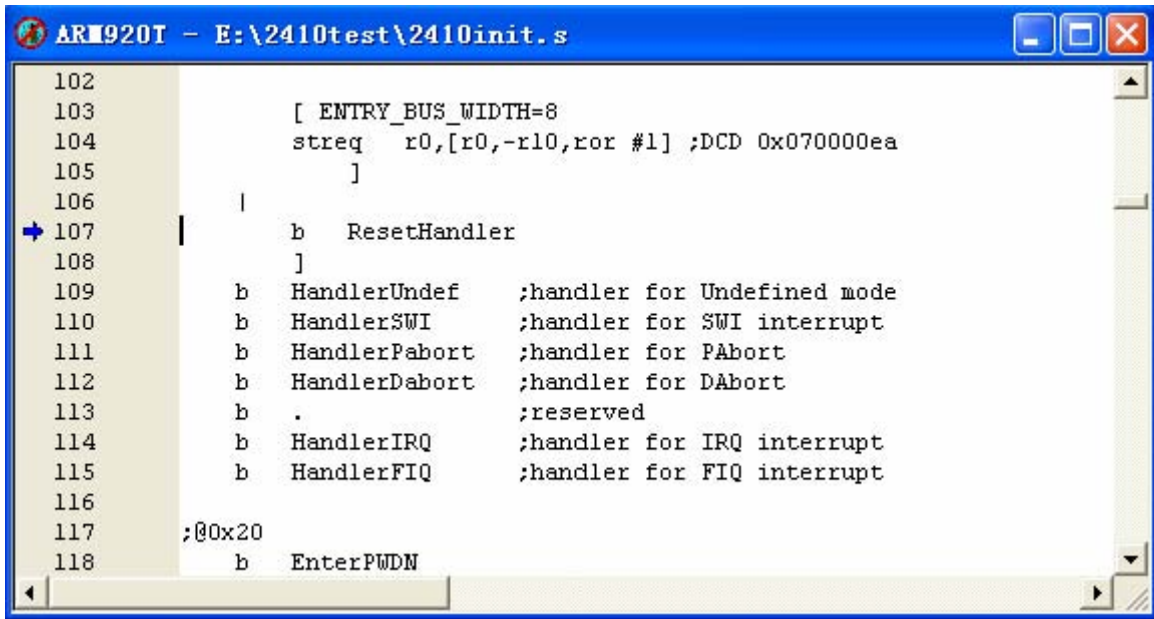 ARM920T - E:\2410test\2410init.s
102
103 [ ENTRY_BUS_WIDTH=8
104 streq r0,[r0,-r10,ror #1] ;DCD 0x070000ea
105 ]
106 |
107 b ResetHandler
108 ]
109 b HandlerUndef ;handler for Undefined mode
110 b HandlerSWI ;handler for SWI interrupt
111 b HandlerPabort ;handler for PAbort
112 b HandlerDabort ;handler for DAbort
113 b . ;reserved
114 b HandlerIRQ ;handler for IRQ interrupt
115 b HandlerFIQ ;handler for FIQ interrupt
116
117 ;@0x20
118 b EnterPWDN